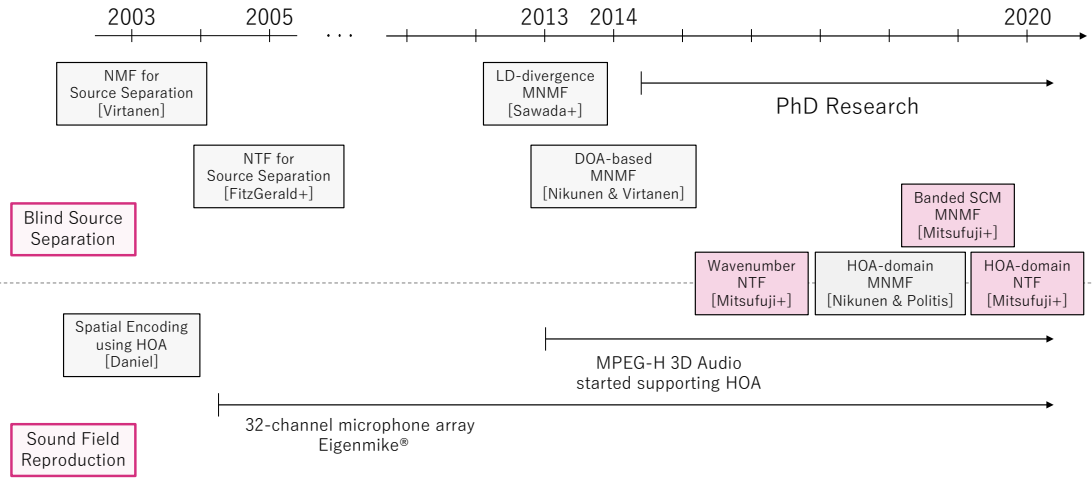 2003
2005
...
2013
2014
2020
NMF for
Source Separation
[Virtanen]
LD-divergence
MNMF
[Sawada+]
PhD Research
NTF for
Source Separation
[FitzGerald+]
DOA-based
MNMF
[Nikunen & Virtanen]
Blind Source
Separation
Banded SCM
MNMF
[Mitsufuji+]
Wavenumber
NTF
[Mitsufuji+]
HOA-domain
MNMF
[Nikunen & Politis]
HOA-domain
NTF
[Mitsufuji+]
Spatial Encoding
using HOA
[Daniel]
MPEG-H 3D Audio
started supporting HOA
32-channel microphone array
Eigenmike®
Sound Field
Reproduction